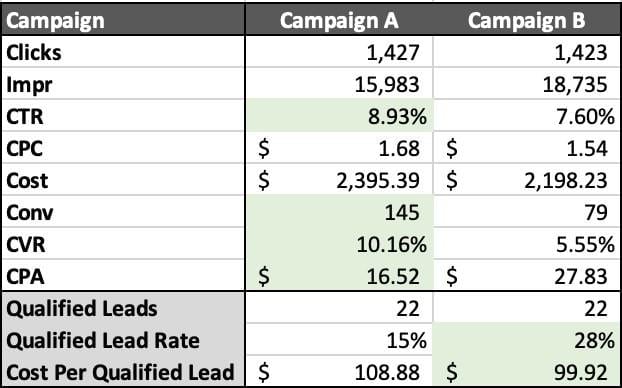 Campaign Campaign A Campaign B
Clicks 1,427 1,423
Impr 15,983 18,735
CTR 8.93% 7.60%
CPC $ 1.68 $ 1.54
Cost $ 2,395.39 $ 2,198.23
Conv 145 79
CVR 10.16% 5.55%
CPA $ 16.52 $ 27.83
Qualified Leads 22 22
Qualified Lead Rate 15% 28%
Cost Per Qualified Lead $ 108.88 $ 99.92